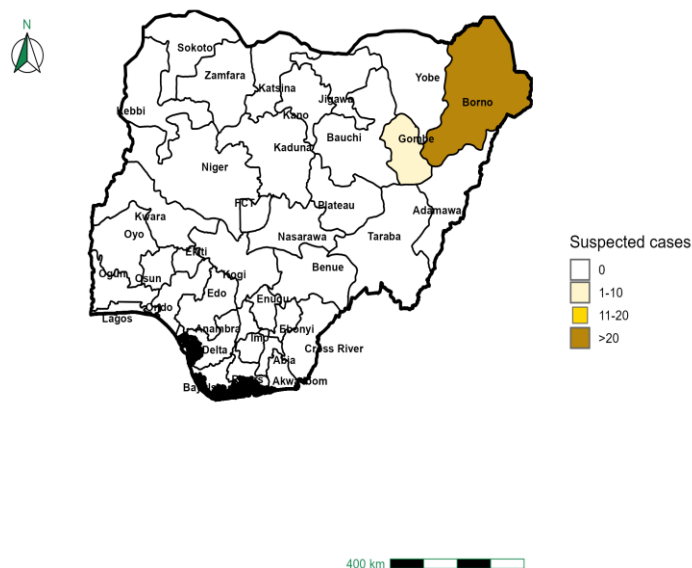 N
Sokoto
Zamfara
Katsina
Yobe
Borno
Jigawa
Kebbi
Kano
Bauchi
Gombe
Kaduna
Niger
FCT
Plateau
Adamawa
Kwara
Oyo
Taraba
Nasarawa
Ekiti
Benue
Ogun
Osun
Kogi
Edo
Enugu
Ondo
Lagos
Anambra
Ebonyi
Imo
Delta
Cross River
Abia
Akwa Ibom
Suspected cases
0
1-10
11-20
>20
400 km